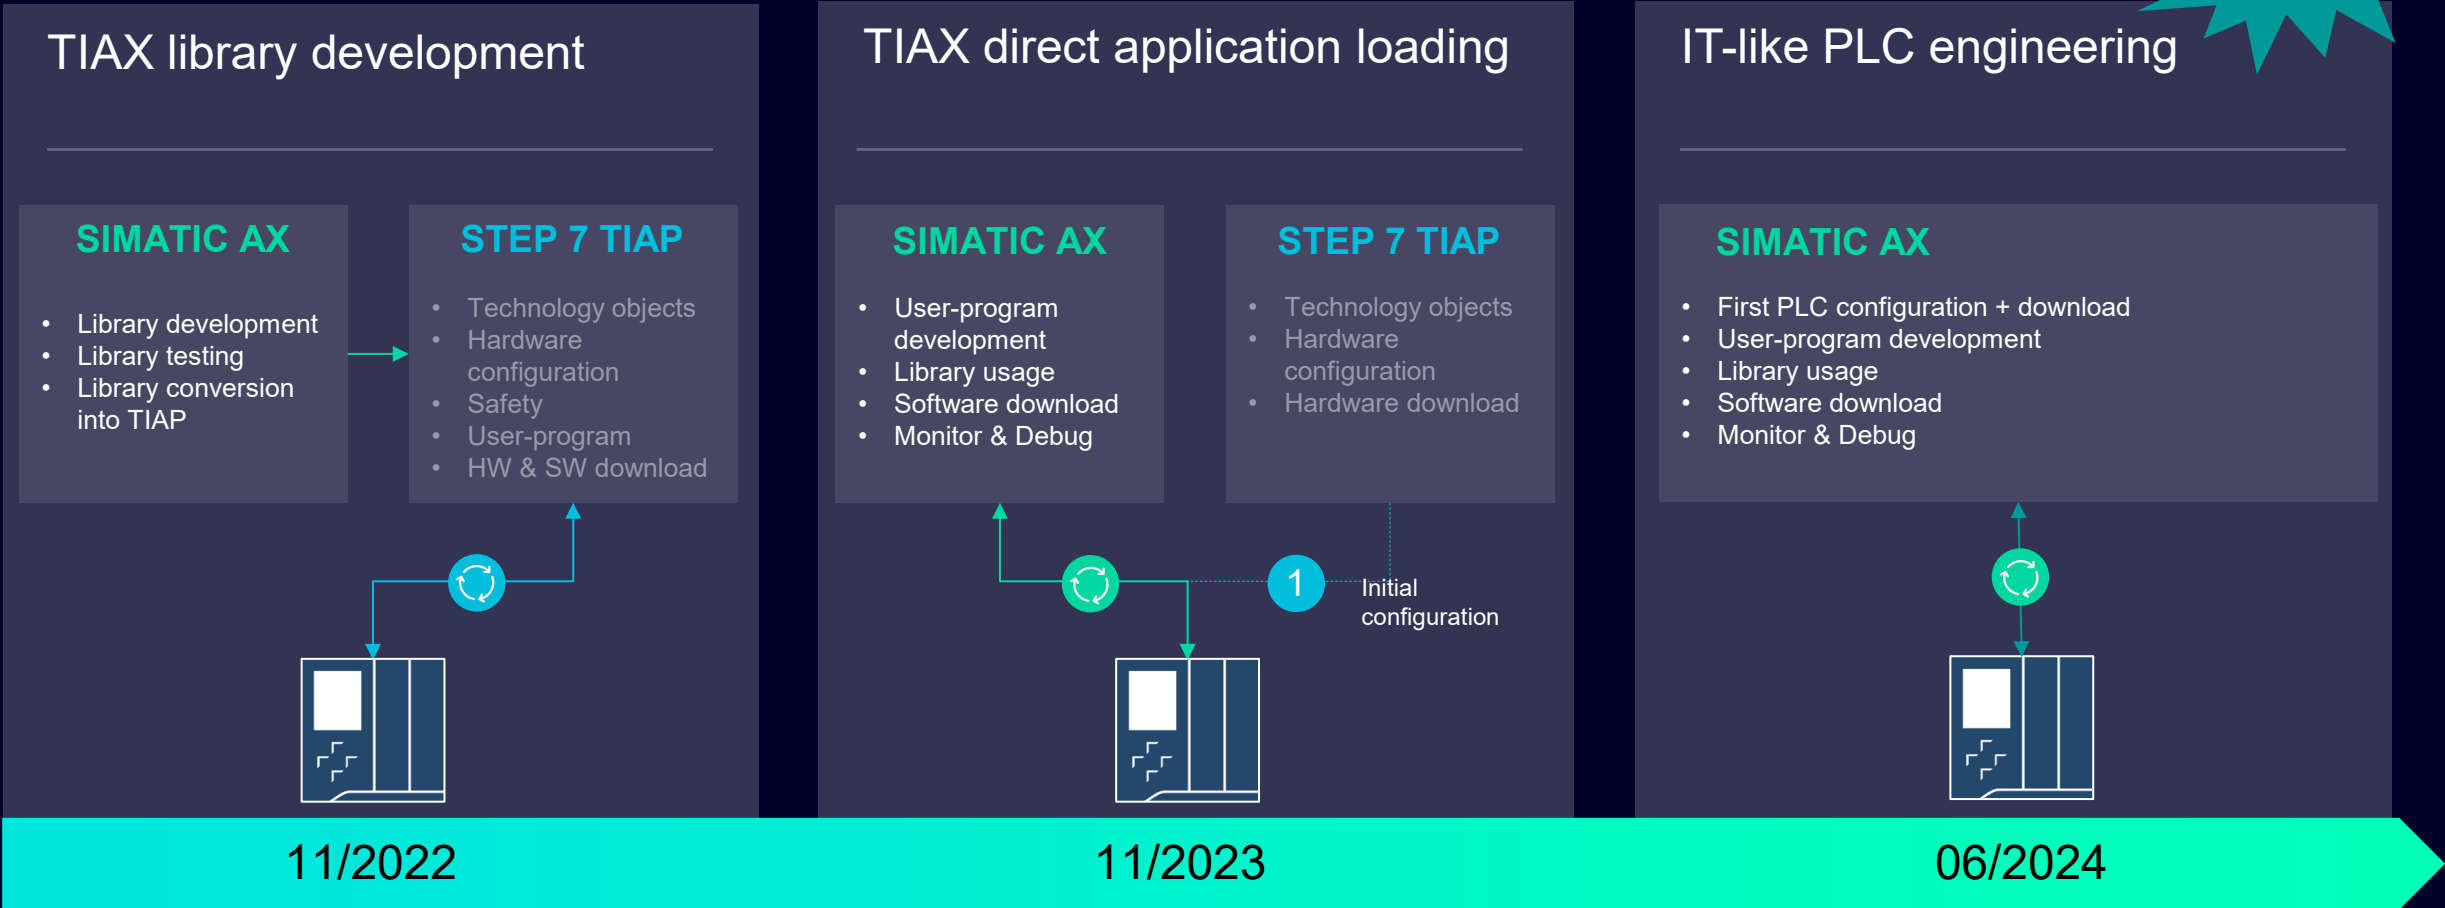 TIAX library development
SIMATIC AX
• Library development
• Library testing
• Library conversion
into TIAP
STEP 7 TIAP
• Technology objects
• Hardware
configuration
• Safety
• User-program
• HW & SW download
11/2022
TIAX direct application loading
SIMATIC AX
• User-program
development
• Library usage
• Software download
• Monitor & Debug
STEP 7 TIAP
• Technology objects
• Hardware
configuration
• Hardware download
1
Initial
configuration
11/2023
IT-like PLC engineering
SIMATIC AX
• First PLC configuration + download
• User-program development
• Library usage
• Software download
• Monitor & Debug
06/2024